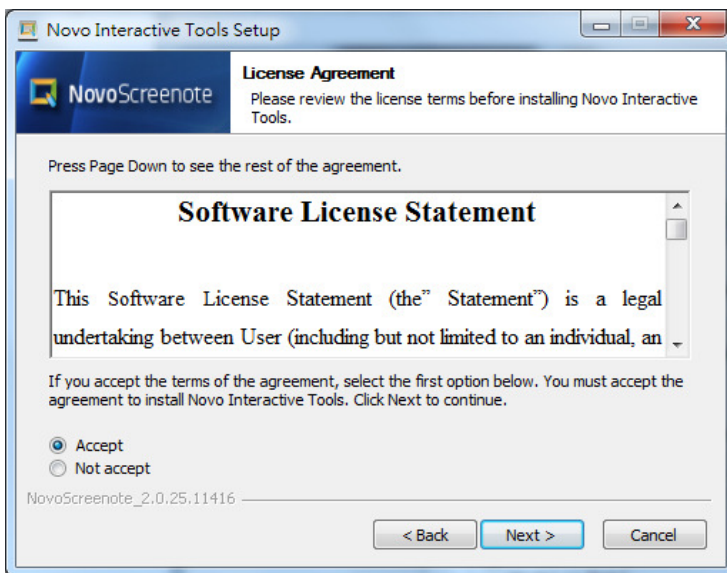 Novo Interactive Tools Setup
NovoScreenote
License Agreement
Please review the license terms before installing Novo Interactive
Tools.
Press Page Down to see the rest of the agreement.
Software License Statement
This Software License Statement (the” Statement”) is a legal
undertaking between User (including but not limited to an individual, an
If you accept the terms of the agreement, select the first option below. You must accept the
agreement to install Novo Interactive Tools. Click Next to continue.
Accept
Not accept
NovoScreenote_2.0.25.11416
< Back Next > Cancel